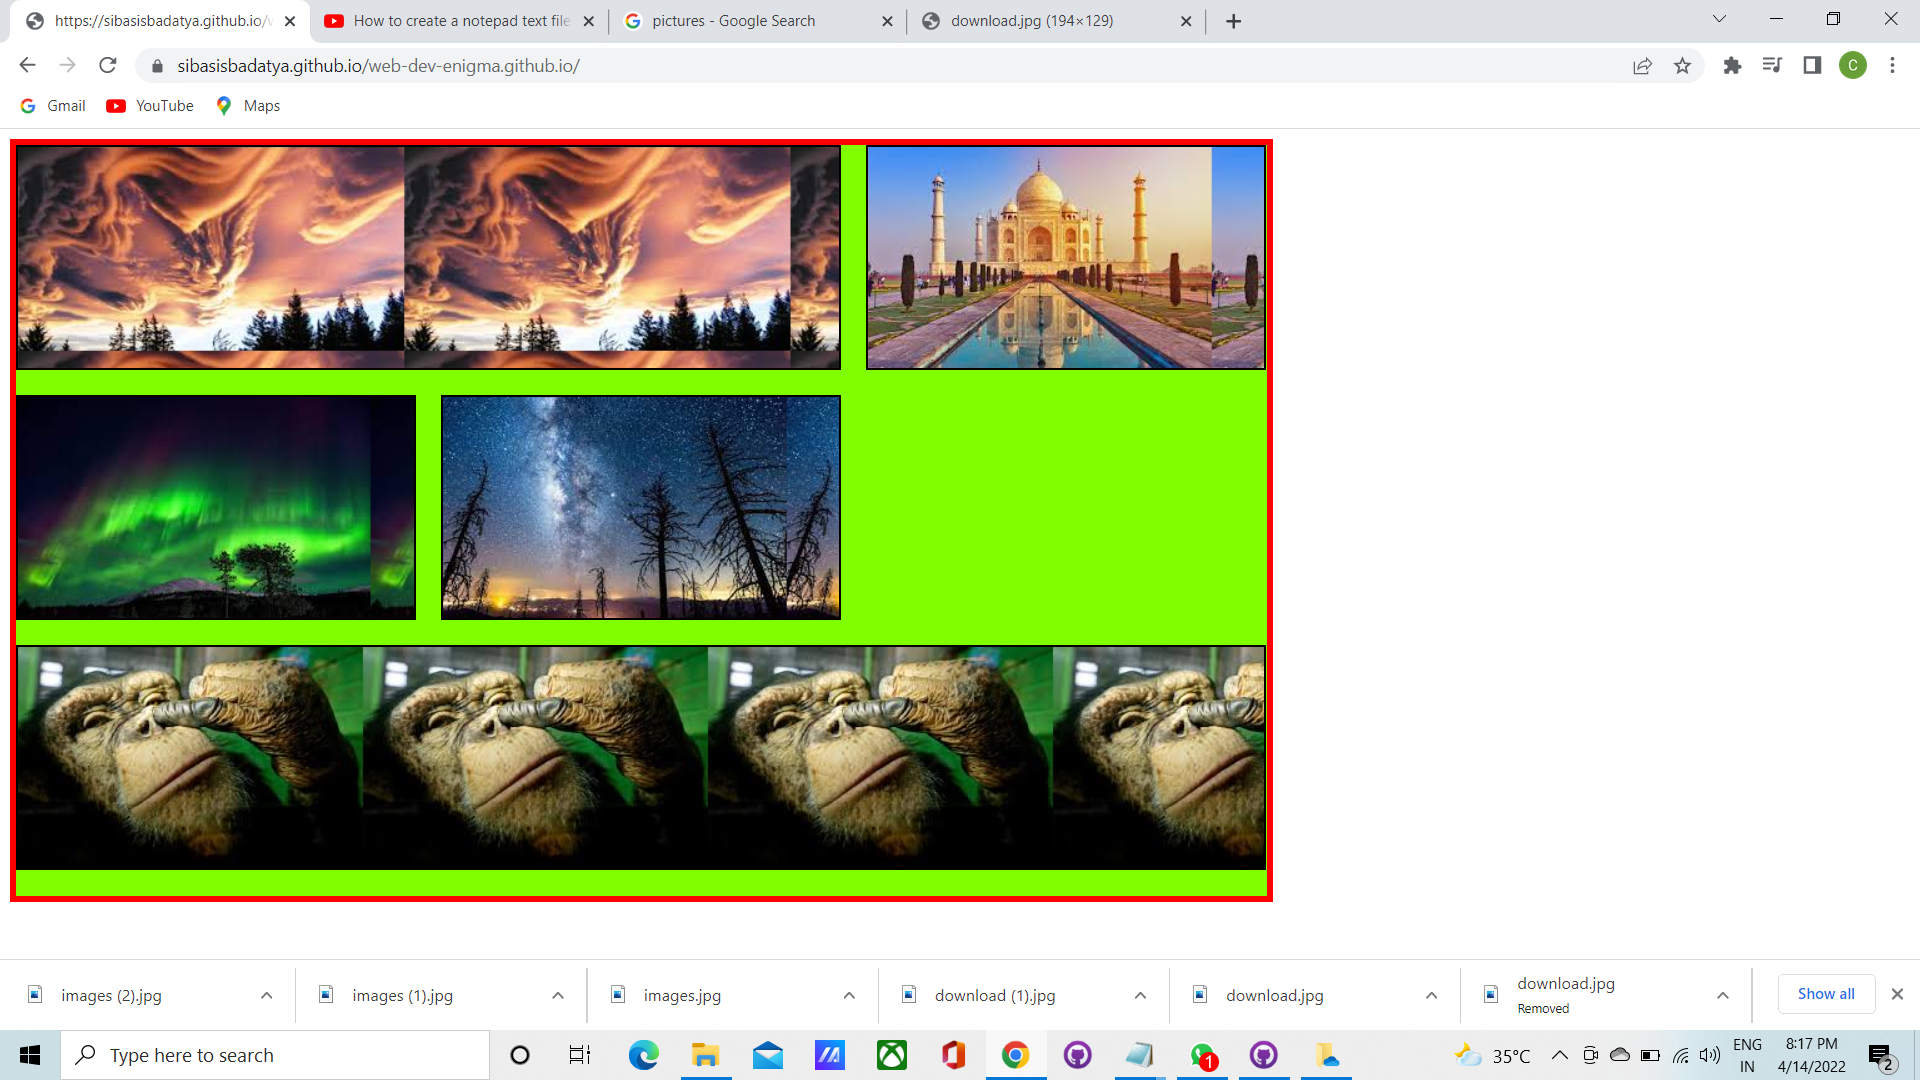 https://sibasisbadatya.github.io/w
How to create a notepad text file
pictures - Google Search
download.jpg (194×129)
sibasisbadatya.github.io/web-dev-enigma.github.io/
C
Gmail
YouTube
Maps
images (2).jpg
images (1).jpg
images.jpg
download (1).jpg
download.jpg
download.jpg
Removed
Show all
Type here to search
1
35°C
ENG
IN
8:17 PM
4/14/2022
2